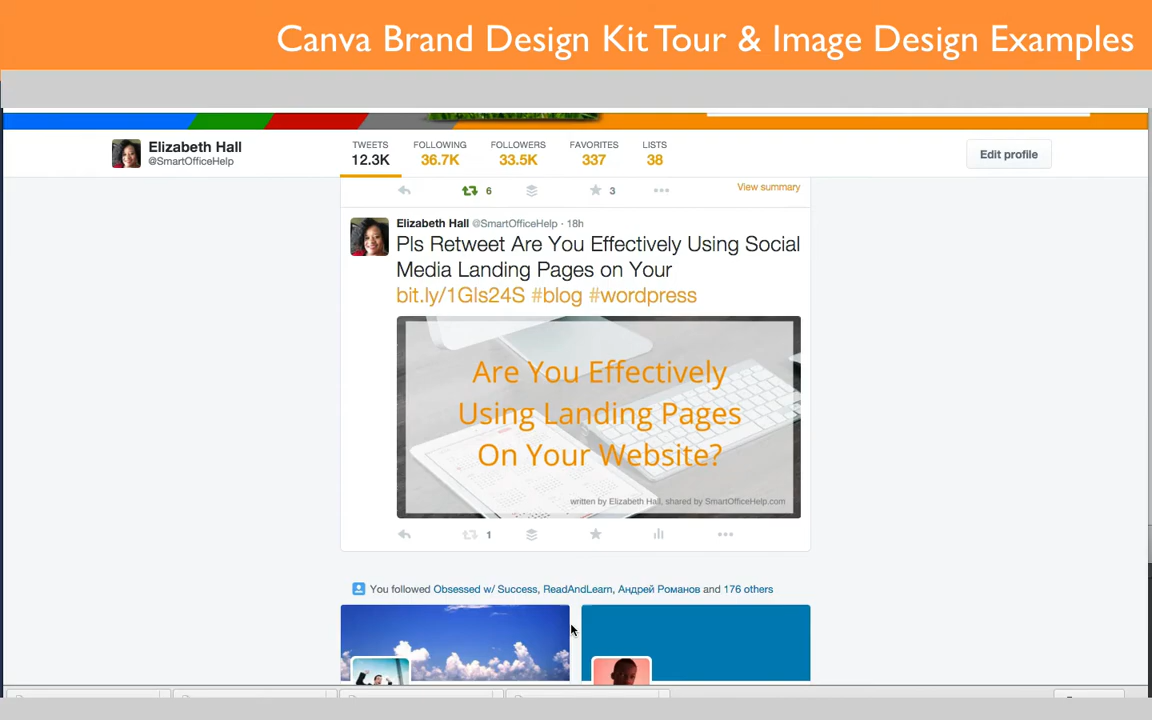 Canva Brand Design Kit Tour & Image Design Examples
Elizabeth Hall
@SmartOfficeHelp
TWEETS
12.3K
FOLLOWING
36.7K
FOLLOWERS
33.5K
FAVORITES
337
LISTS
38
Edit profile
6
3
View summary
Elizabeth Hall @SmartOfficeHelp · 18h
Pls Retweet Are You Effectively Using Social
Media Landing Pages on Your
bit.ly/1Gls24S #blog #wordpress
Are You Effectively
Using Landing Pages
On Your Website?
written by Elizabeth Hall, shared by SmartOfficeHelp.com
1
You followed Obsessed w/ Success, ReadAndLearn, Андрей Романов and 176 others